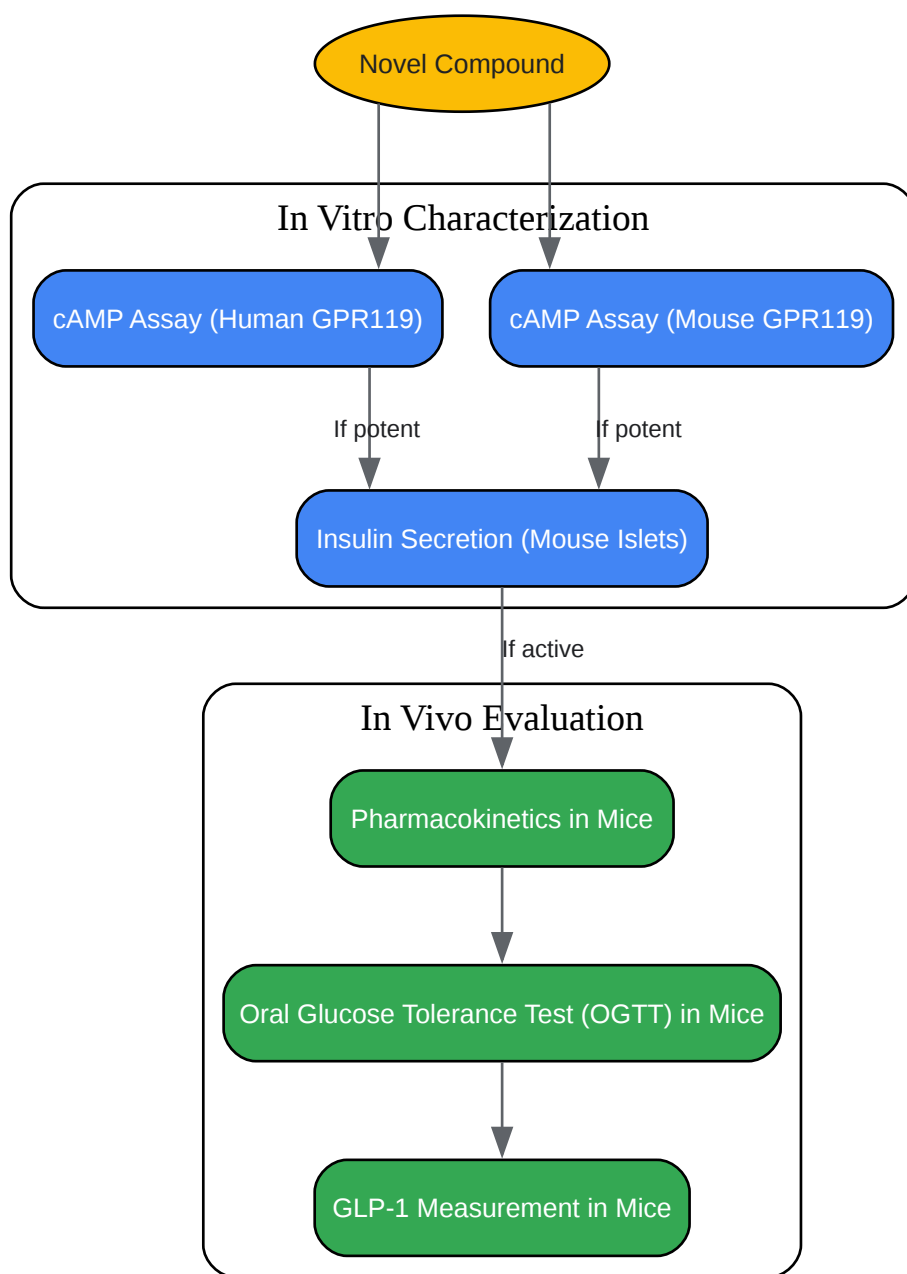 Novel Compound
In Vitro Characterization
cAMP Assay (Human GPR119)
cAMP Assay (Mouse GPR119)
If potent
If potent
Insulin Secretion (Mouse Islets)
If active
In Vivo Evaluation
Pharmacokinetics in Mice
Oral Glucose Tolerance Test (OGTT) in Mice
GLP-1 Measurement in Mice